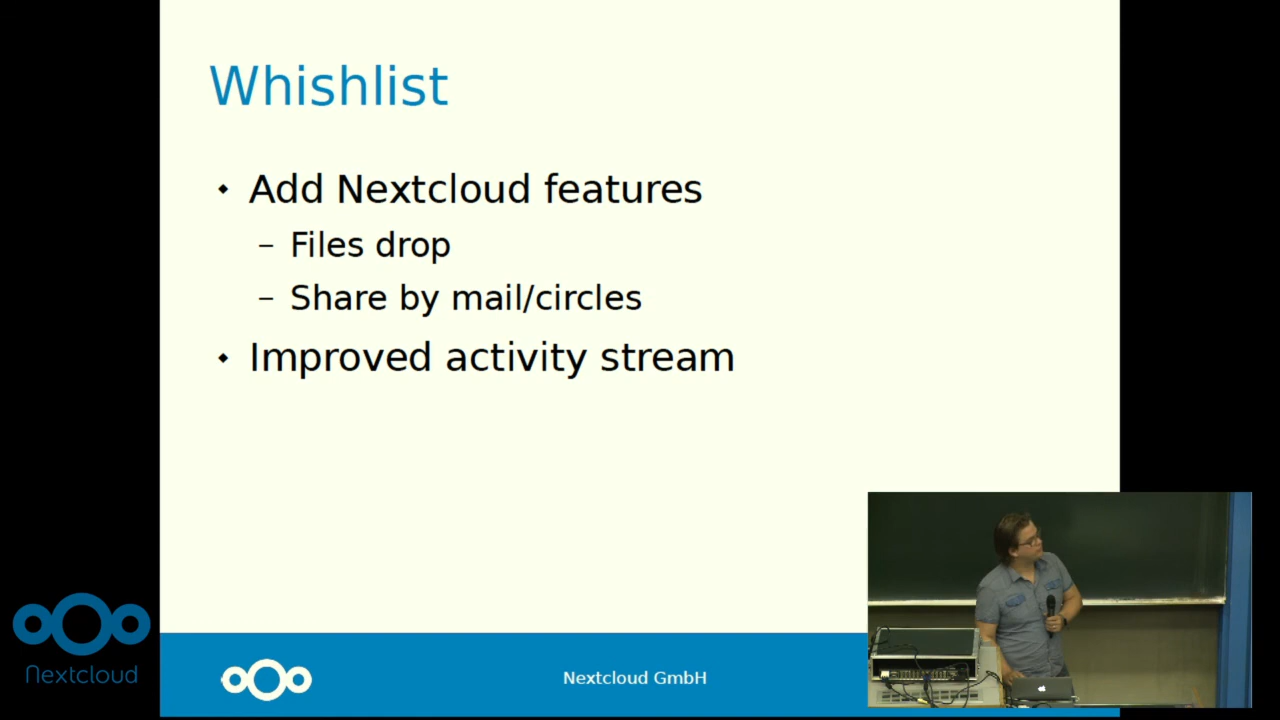 Whishlist
Add Nextcloud features
– Files drop
– Share by mail/circles
Improved activity stream
Nextcloud
Nextcloud GmbH